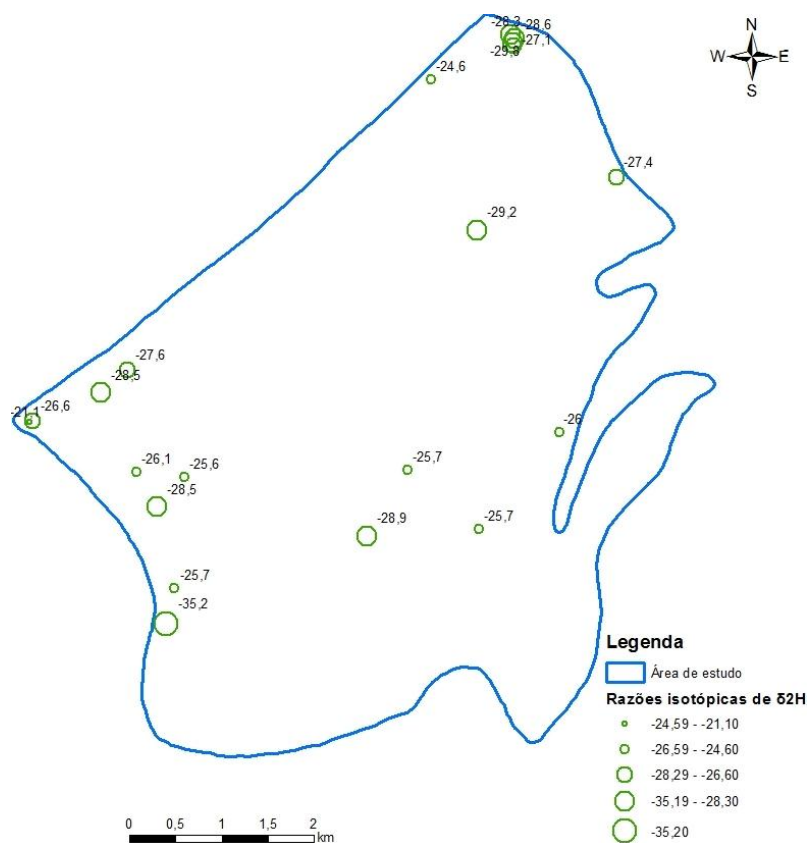 -28,3
-28,6
-27,1
-29,8
N
W
E
S
-24,6
-27,4
-29,2
-27,6
-28,5
-21,1
-26,6
-26
-26,1
-25,6
-25,7
-28,5
-28,9
-25,7
-25,7
-35,2
Legenda
Área de estudo
Razões isotópicas de δ2H
-24,59 - -21,10
-26,59 - -24,60
-28,29 - -26,60
-35,19 - -28,30
-35,20
0 0,5 1 1,5 2
km